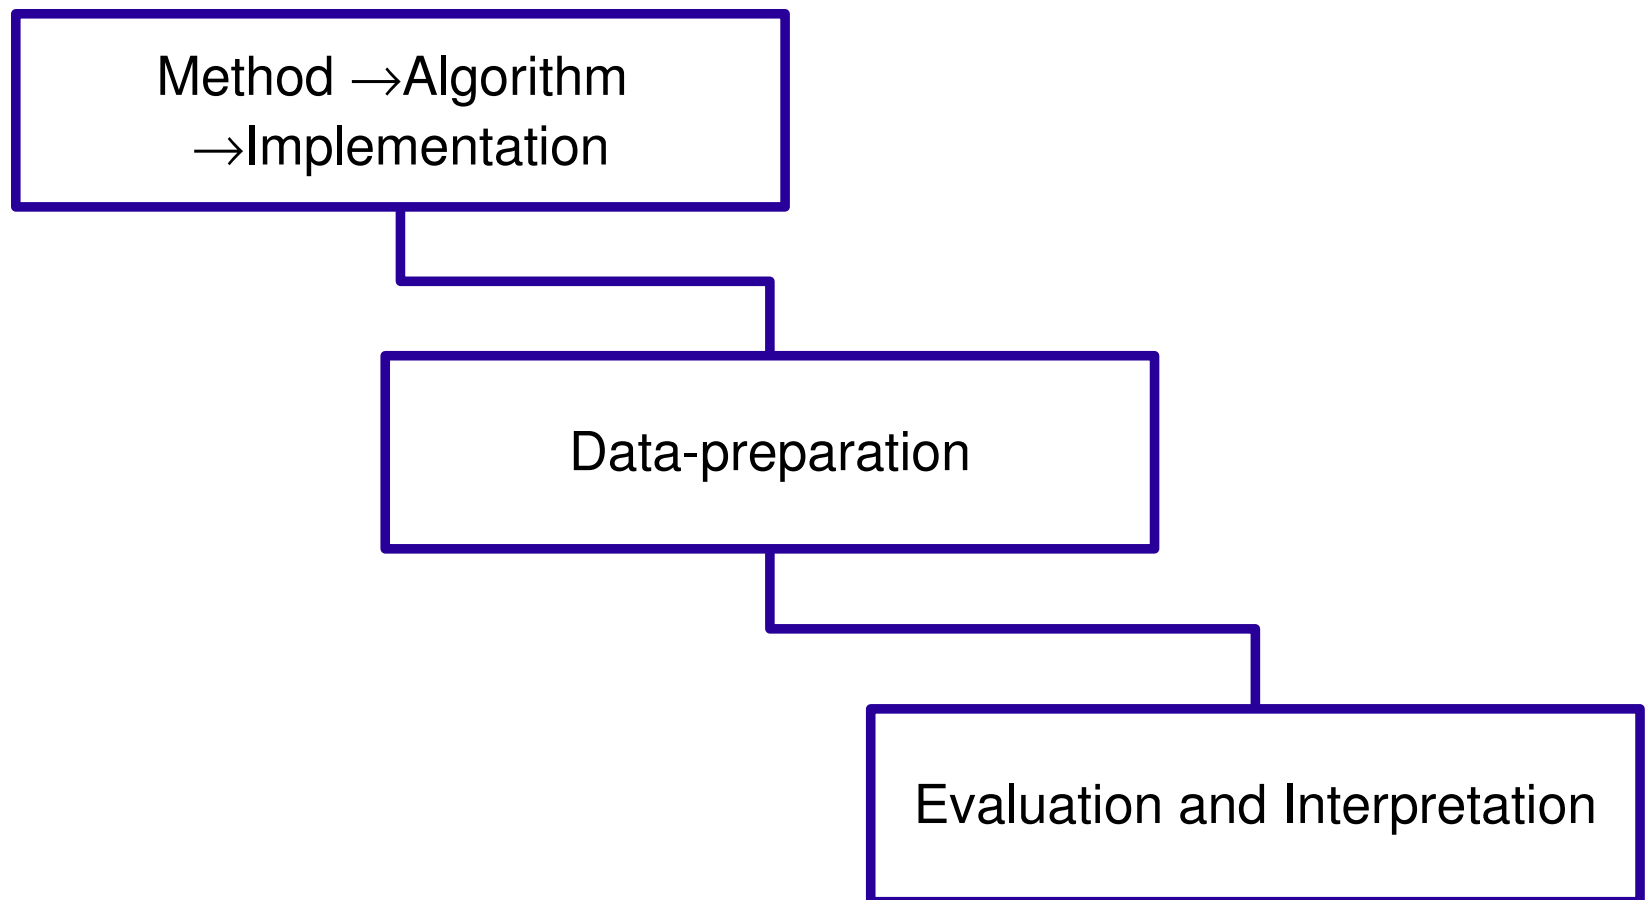 Method →Algorithm
→Implementation
Data-preparation
Evaluation and Interpretation